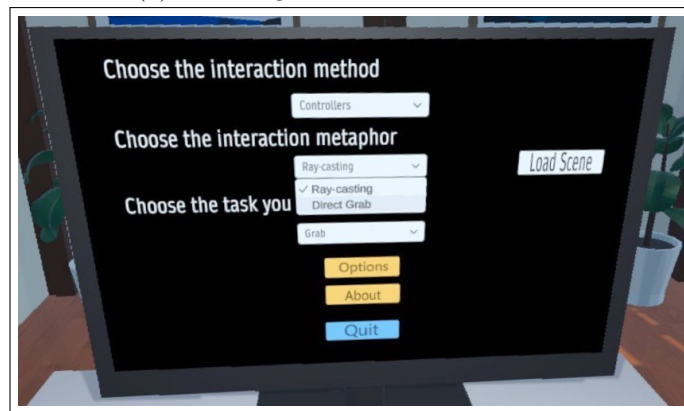 Choose the interaction method
Controllers
Choose the interaction metaphor
Ray-casting
Load Scene
✓ Ray-casting
Direct Grab
Choose the task you
Grab
Options
About
Quit